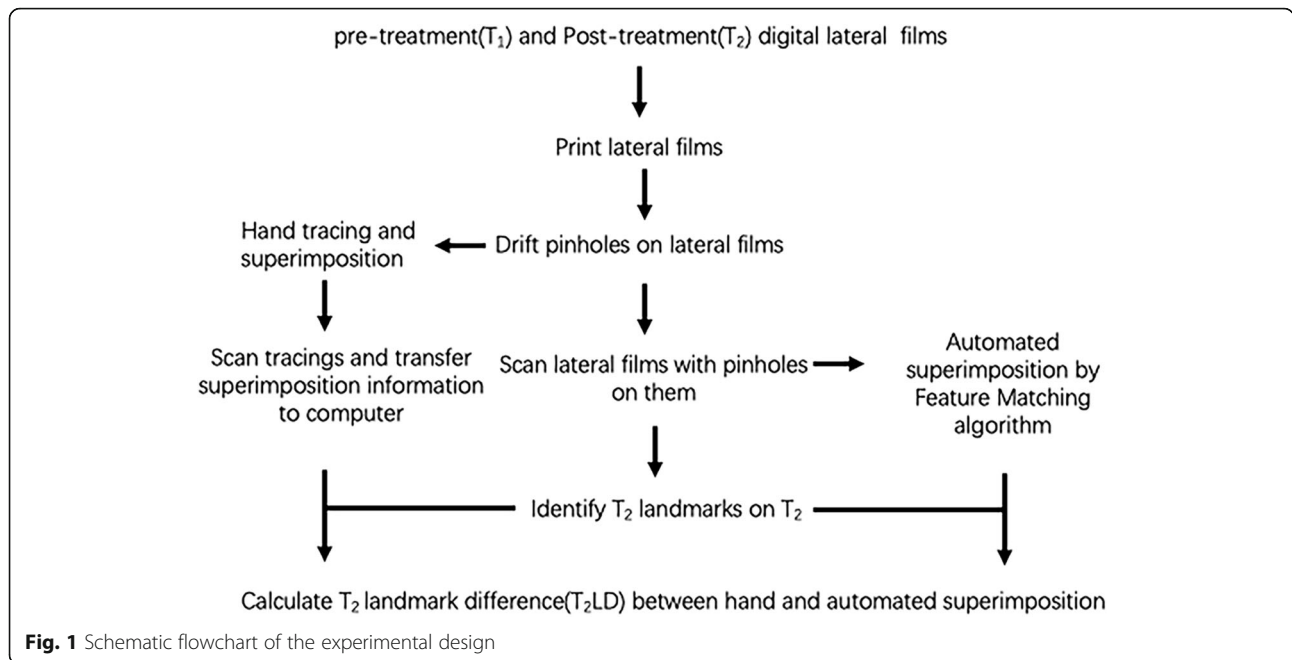 pre-treatment(T₁) and Post-treatment(T₂) digital lateral films
Print lateral films
Hand tracing and
superimposition
Drift pinholes on lateral films
Scan tracings and transfer
superimposition information
to computer
Scan lateral films with pinholes
on them
Automated
superimposition by
Feature Matching
algorithm
Identify T₂ landmarks on T₂
Calculate T₂ landmark difference(T₂LD) between hand and automated superimposition
Fig. 1 Schematic flowchart of the experimental design